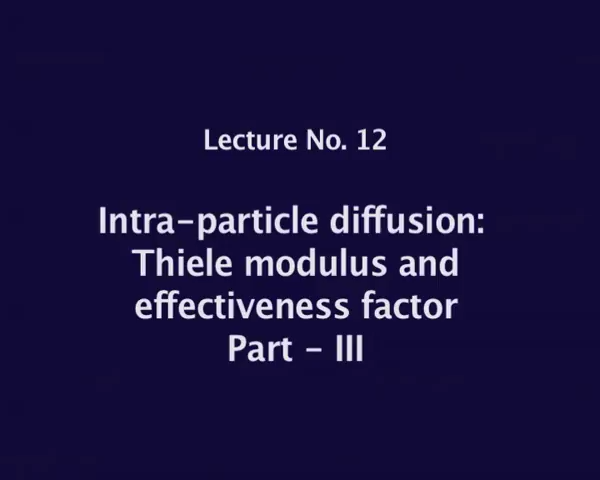 Lecture No. 12
Intra-particle diffusion:
Thiele modulus and
effectiveness factor
Part - III